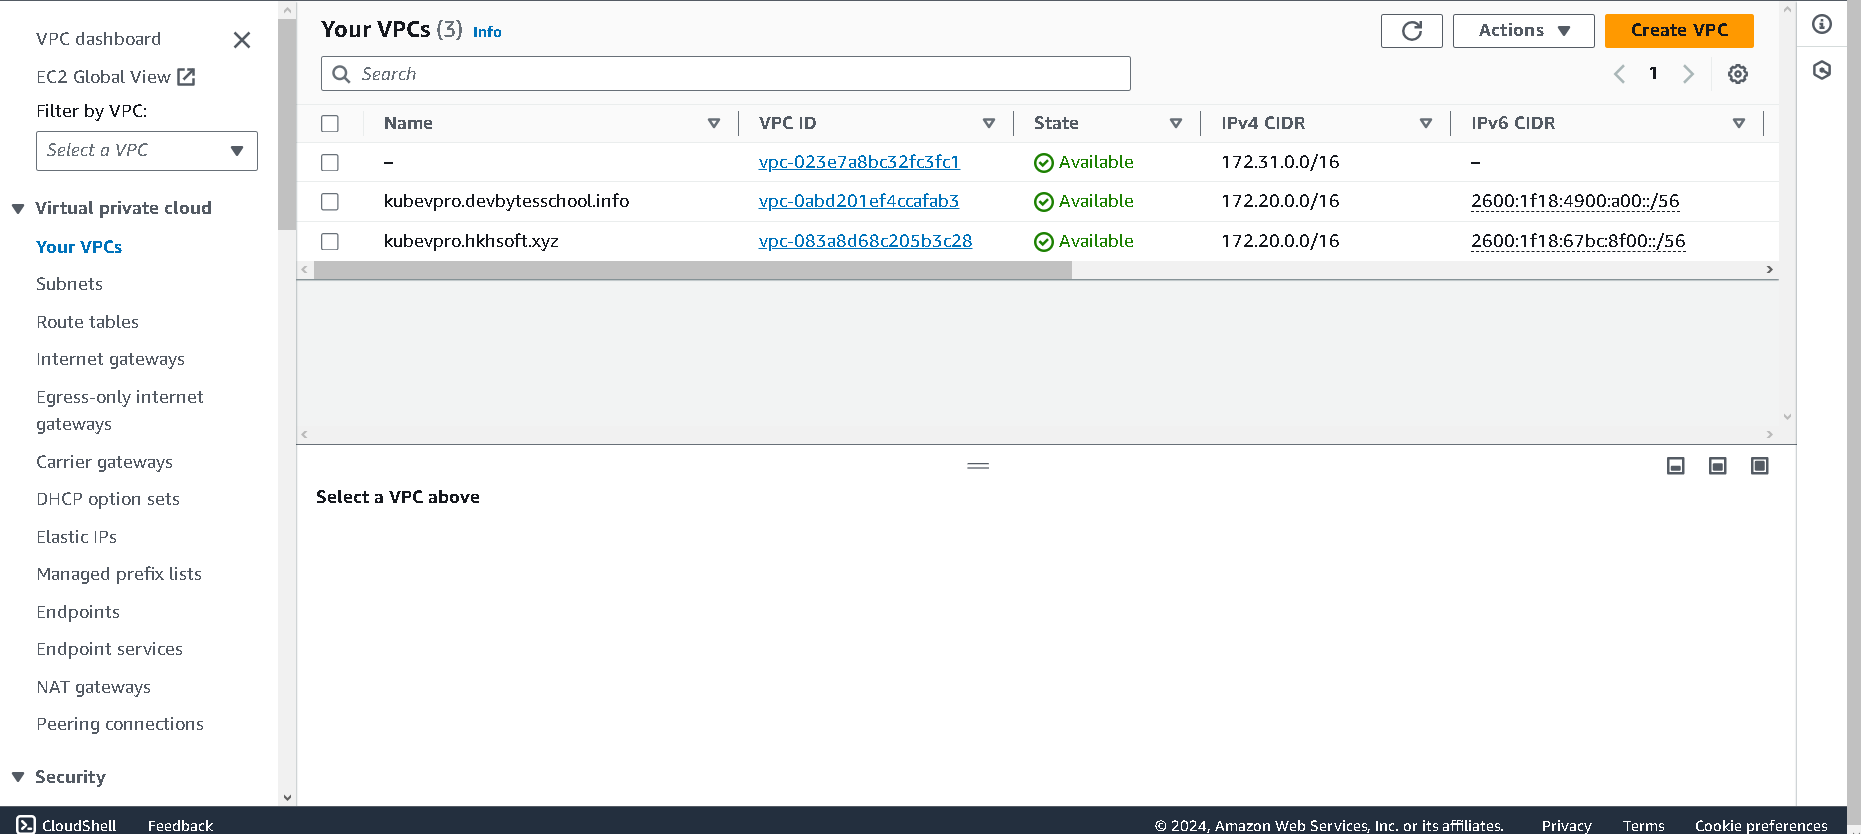 VPC dashboard
EC2 Global View
Filter by VPC:
Select a VPC
Virtual private cloud
Your VPCs
Subnets
Route tables
Internet gateways
Egress-only internet
gateways
Carrier gateways
DHCP option sets
Elastic IPs
Managed prefix lists
Endpoints
Endpoint services
NAT gateways
Peering connections
Security
Your VPCs (3) Info
Actions
Create VPC
Search
1
Name VPC ID State IPv4 CIDR IPv6 CIDR
– vpc-023e7a8bc32fc3fc1 Available 172.31.0.0/16 –
kubevpro.devbytesschool.info vpc-0abd201ef4ccafab3 Available 172.20.0.0/16 2600:1f18:4900:a00::/56
kubevpro.hkhsoft.xyz vpc-083a8d68c205b3c28 Available 172.20.0.0/16 2600:1f18:67bc:8f00::/56
Select a VPC above
CloudShell Feedback © 2024, Amazon Web Services, Inc. or its affiliates. Privacy Terms Cookie preferences